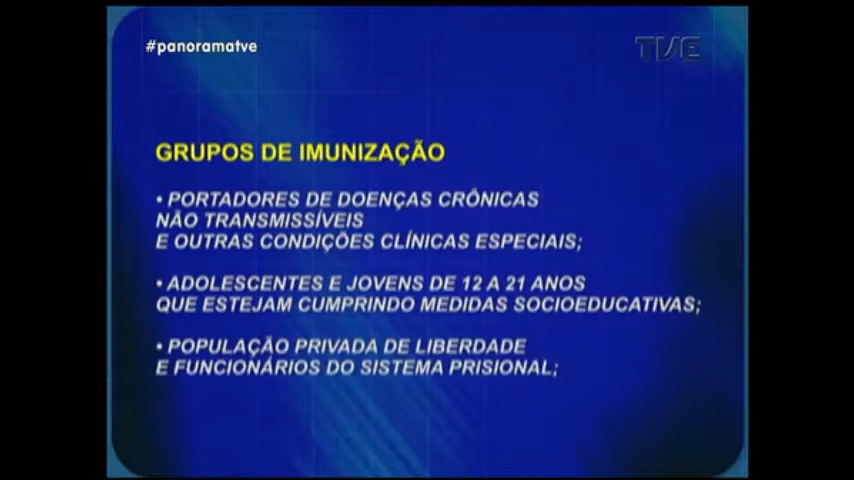 #panoramatve
TVE
GRUPOS DE IMUNIZAÇÃO
• PORTADORES DE DOENÇAS CRÔNICAS
NÃO TRANSMISSÍVEIS
E OUTRAS CONDIÇÕES CLÍNICAS ESPECIAIS;
• ADOLESCENTES E JOVENS DE 12 A 21 ANOS
QUE ESTEJAM CUMPRINDO MEDIDAS SOCIOEDUCATIVAS;
• POPULAÇÃO PRIVADA DE LIBERDADE
E FUNCIONÁRIOS DO SISTEMA PRISIONAL;